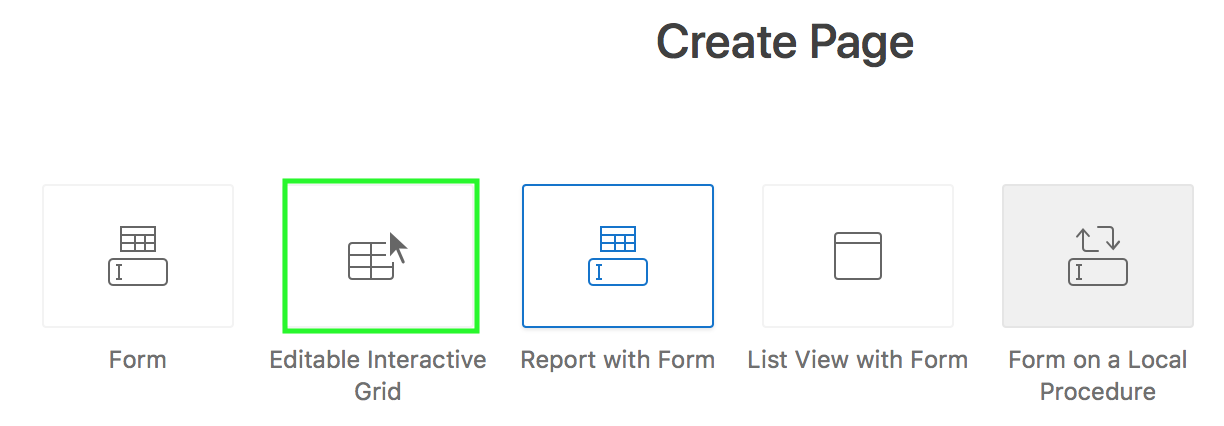 Create Page
Form
Editable Interactive
Grid
Report with Form
List View with Form
Form on a Local
Procedure